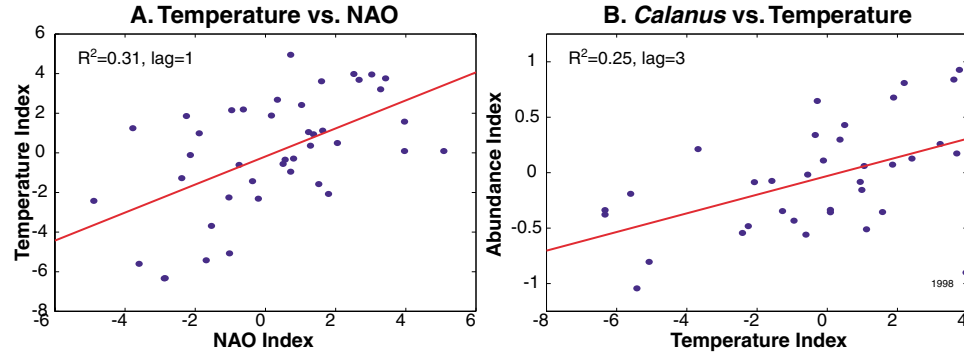 A. Temperature vs. NAO
R²=0.31, lag=1
Temperature Index
6
4
2
0
-2
-4
-6
-8
-6 -4 -2 0 2 4 6
NAO Index
B. Calanus vs. Temperature
R²=0.25, lag=3
Abundance Index
1
0.5
0
-0.5
-1
1998
-8 -6 -4 -2 0 2 4
Temperature Index